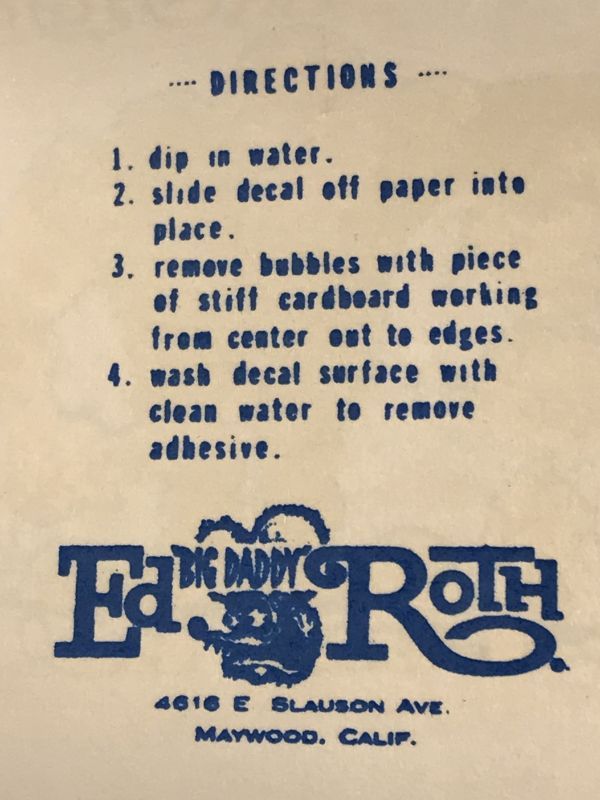 .... DIRECTIONS ....
1. dip in water.
2. slide decal off paper into
place.
3. remove bubbles with piece
of stiff cardboard working
from center out to edges.
4. wash decal surface with
clean water to remove
adhesive.
Ed "BIG DADDY" ROTH.
4616 E SLAUSON AVE.
MAYWOOD. CALIF.